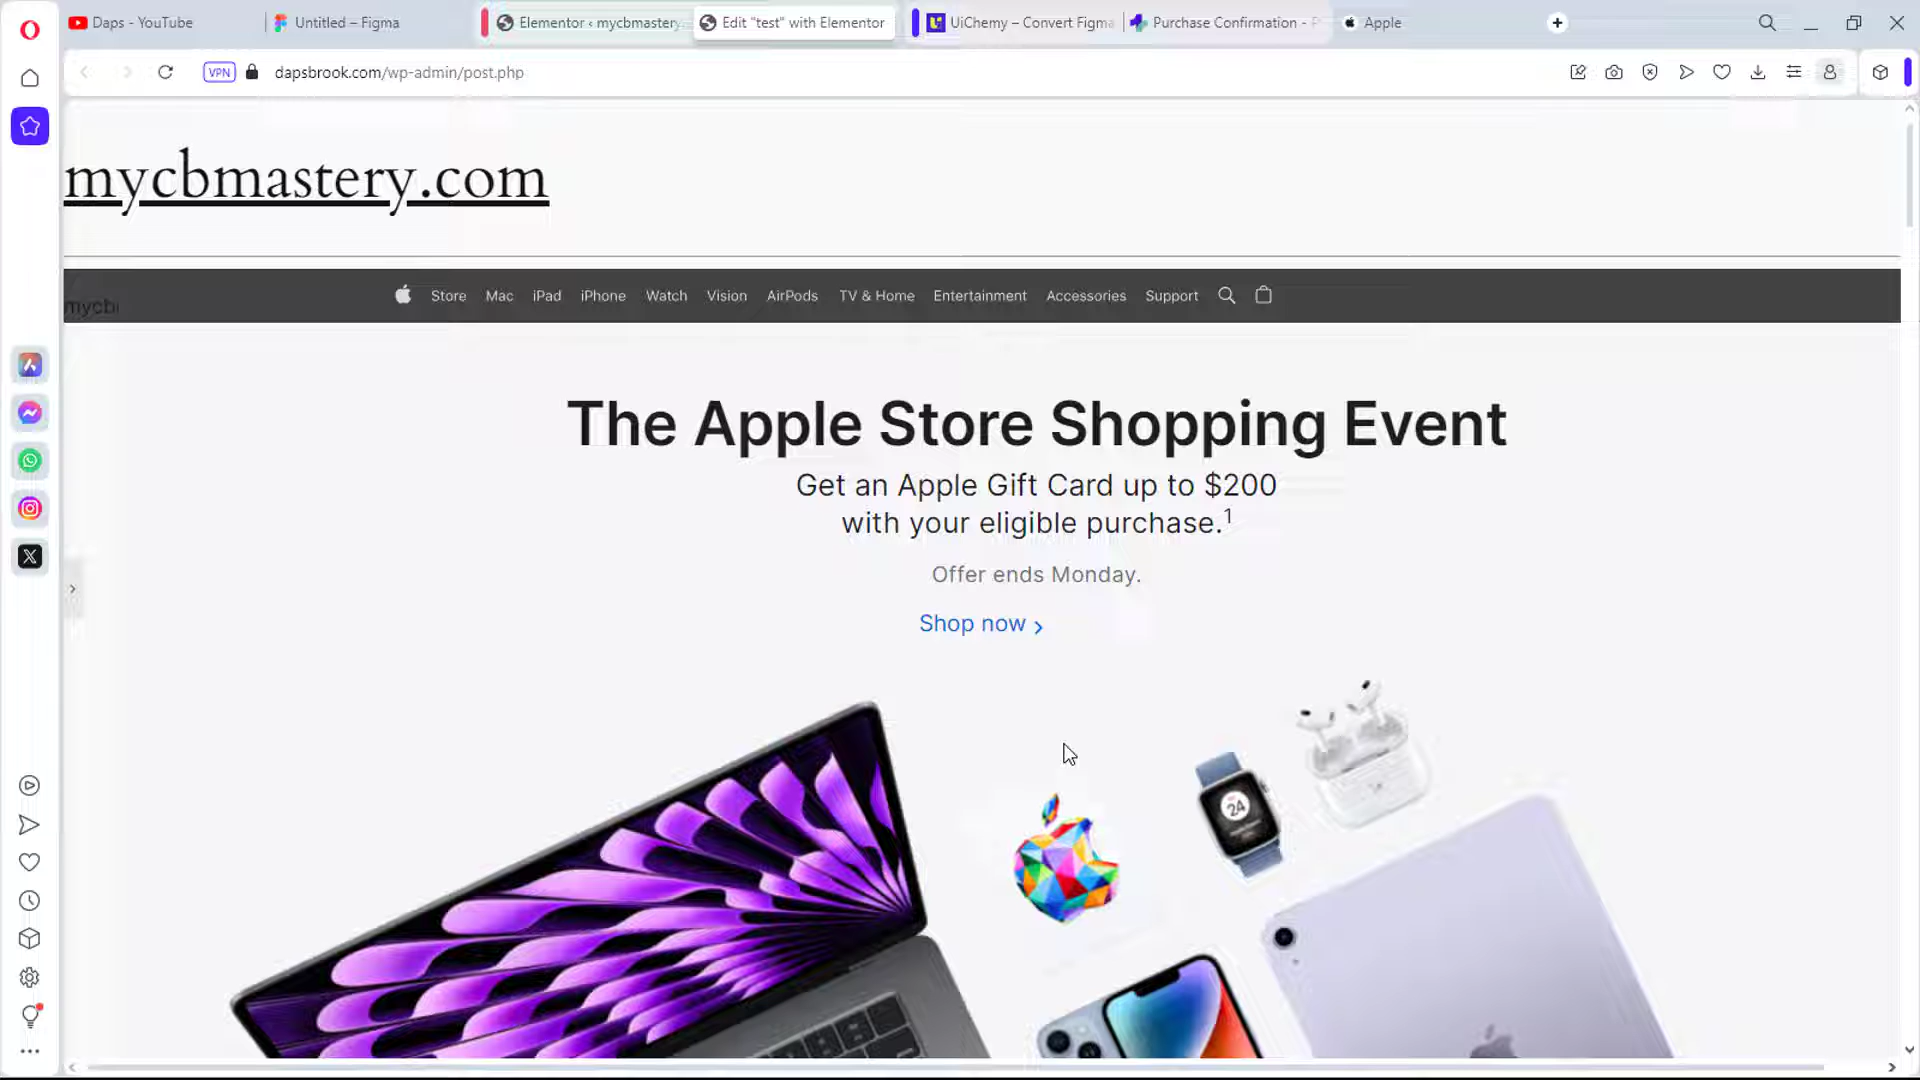 Daps - YouTube
Untitled – Figma
Elementor ‹ mycbmastery
Edit "test" with Elementor
UiChemy – Convert Figma
Purchase Confirmation -
Apple
VPN
dapsbrook.com/wp-admin/post.php
mycbmastery.com
mycb
Store
Mac
iPad
iPhone
Watch
Vision
AirPods
TV & Home
Entertainment
Accessories
Support
The Apple Store Shopping Event
Get an Apple Gift Card up to $200
with your eligible purchase.¹
Offer ends Monday.
Shop now
24